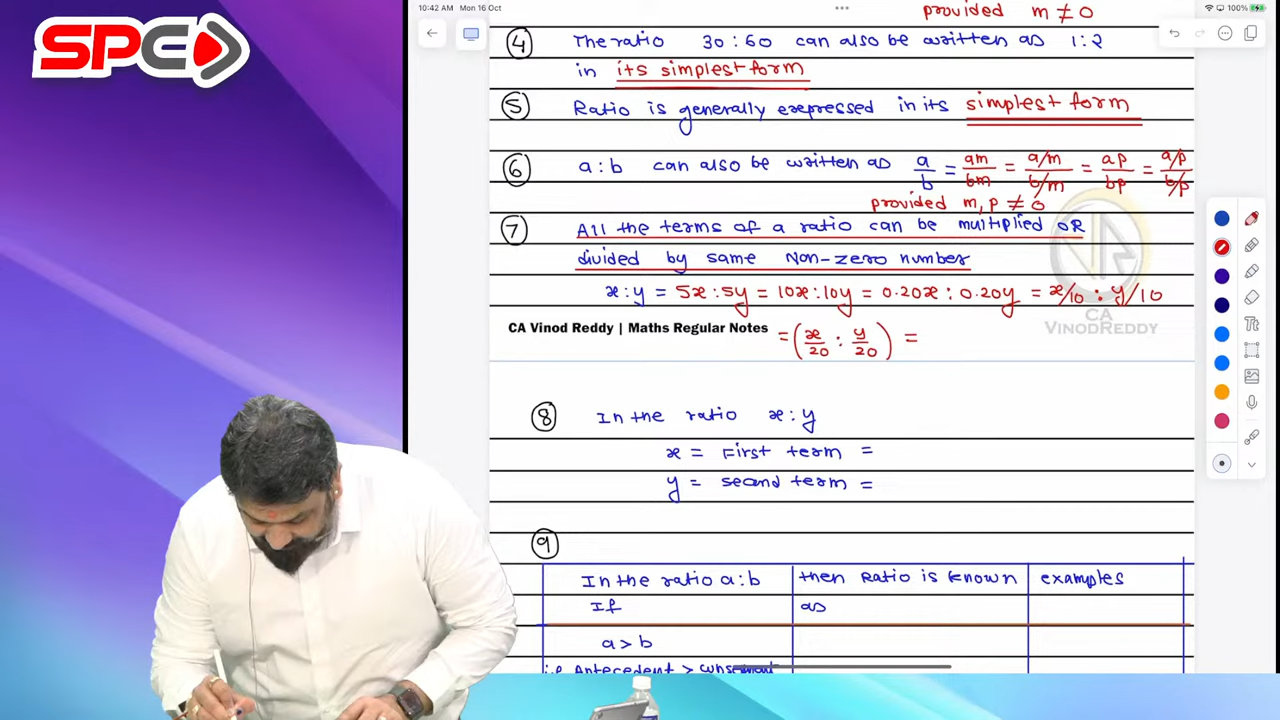 SPC
10:42 AM Mon 16 Oct
100%
provided m ≠ 0
④ The ratio 30 : 60 can also be written as 1:2
in its simplest form
⑤ Ratio is generally expressed in its simplest form
⑥ a : b can also be written as a/b = am/bm = (a/m)/(b/m) = ap/bp = (a/p)/(b/p)
provided m, p ≠ 0
⑦ All the terms of a ratio can be multiplied OR
divided by same Non-zero number
x : y = 5x : 5y = 10x : 10y = 0.20x : 0.20y = x/10 : y/10
CA Vinod Reddy | Maths Regular Notes = (x/20 : y/20) =
CA
VINODREDDY
⑧ In the ratio x : y
x = First term =
y = second term =
⑨
In the ratio a : b then Ratio is known examples
If as
a > b
i.e. Antecedent >